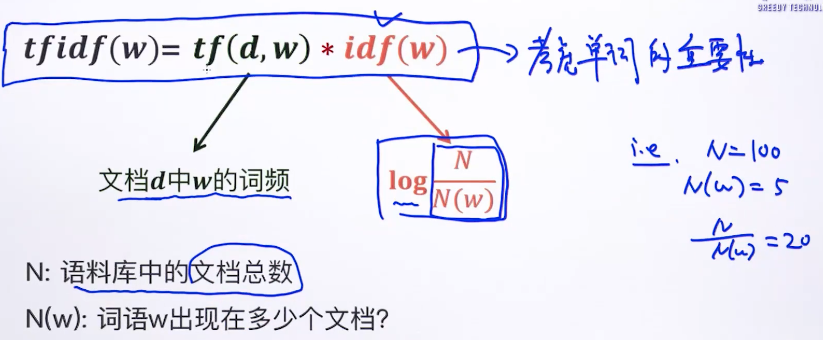 GREEDY TECHNOL
tfidf(w)= tf(d,w) * idf(w)
考虑单词的重要性
文档d中w的词频
log N
N(w)
i.e. N=100
N(w)=5
N
N(w) =20
N: 语料库中的文档总数
N(w): 词语w出现在多少个文档?